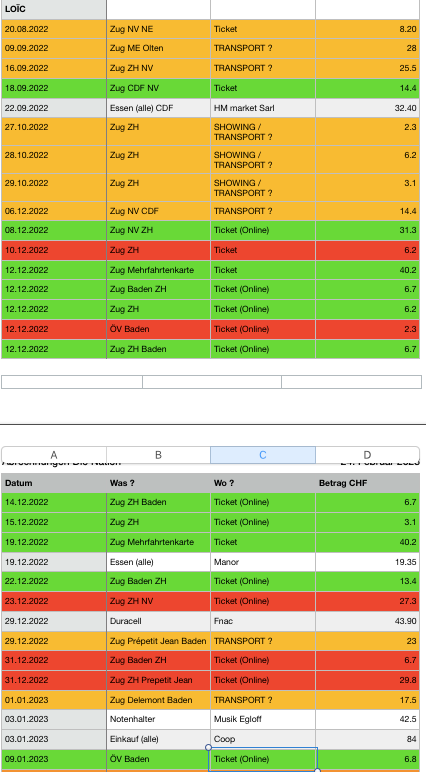 LOÏC
20.08.2022 Zug NV NE Ticket 8.20
09.09.2022 Zug ME Olten TRANSPORT ? 28
16.09.2022 Zug ZH NV TRANSPORT ? 25.5
18.09.2022 Zug CDF NV Ticket 14.4
22.09.2022 Essen (alle) CDF HM market Sarl 32.40
27.10.2022 Zug ZH SHOWING / 2.3
TRANSPORT ?
28.10.2022 Zug ZH SHOWING / 6.2
TRANSPORT ?
29.10.2022 Zug ZH SHOWING / 3.1
TRANSPORT ?
06.12.2022 Zug NV CDF TRANSPORT ? 14.4
08.12.2022 Zug NV ZH Ticket (Online) 31.3
10.12.2022 Zug ZH Ticket 6.2
12.12.2022 Zug Mehrfahrtenkarte Ticket 40.2
12.12.2022 Zug Baden ZH Ticket (Online) 6.7
12.12.2022 Zug ZH Ticket (Online) 6.2
12.12.2022 ÖV Baden Ticket (Online) 2.3
12.12.2022 Zug ZH Baden Ticket (Online) 6.7
A B C D
Datum Was ? Wo ? Betrag CHF
14.12.2022 Zug ZH Baden Ticket (Online) 6.7
15.12.2022 Zug ZH Ticket (Online) 3.1
19.12.2022 Zug Mehrfahrtenkarte Ticket 40.2
19.12.2022 Essen (alle) Manor 19.35
22.12.2022 Zug Baden ZH Ticket (Online) 13.4
23.12.2022 Zug ZH NV Ticket (Online) 27.3
29.12.2022 Duracell Fnac 43.90
29.12.2022 Zug Prépetit Jean Baden TRANSPORT ? 23
31.12.2022 Zug Baden ZH Ticket (Online) 6.7
31.12.2022 Zug ZH Prepetit Jean Ticket (Online) 29.8
01.01.2023 Zug Delemont Baden TRANSPORT ? 17.5
03.01.2023 Notenhalter Musik Egloff 42.5
03.01.2023 Einkauf (alle) Coop 84
09.01.2023 ÖV Baden Ticket (Online) 6.8